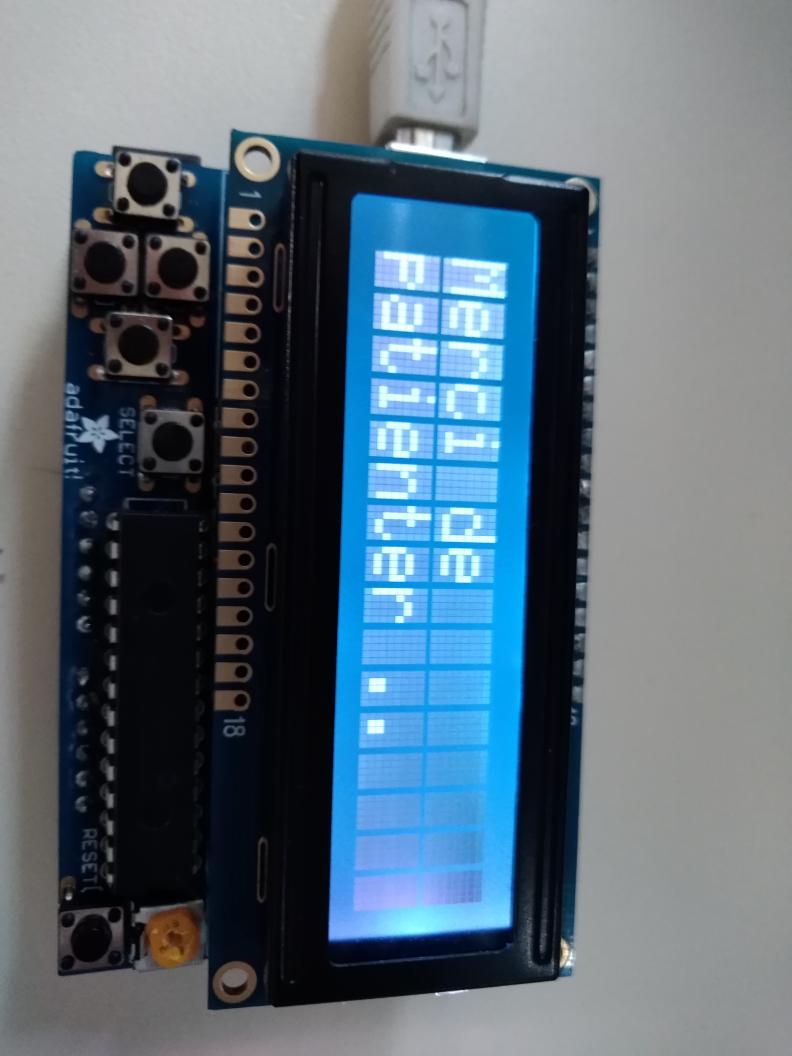 Merci de
patienter ..
1
18
SELECT
adafruit!
RESET